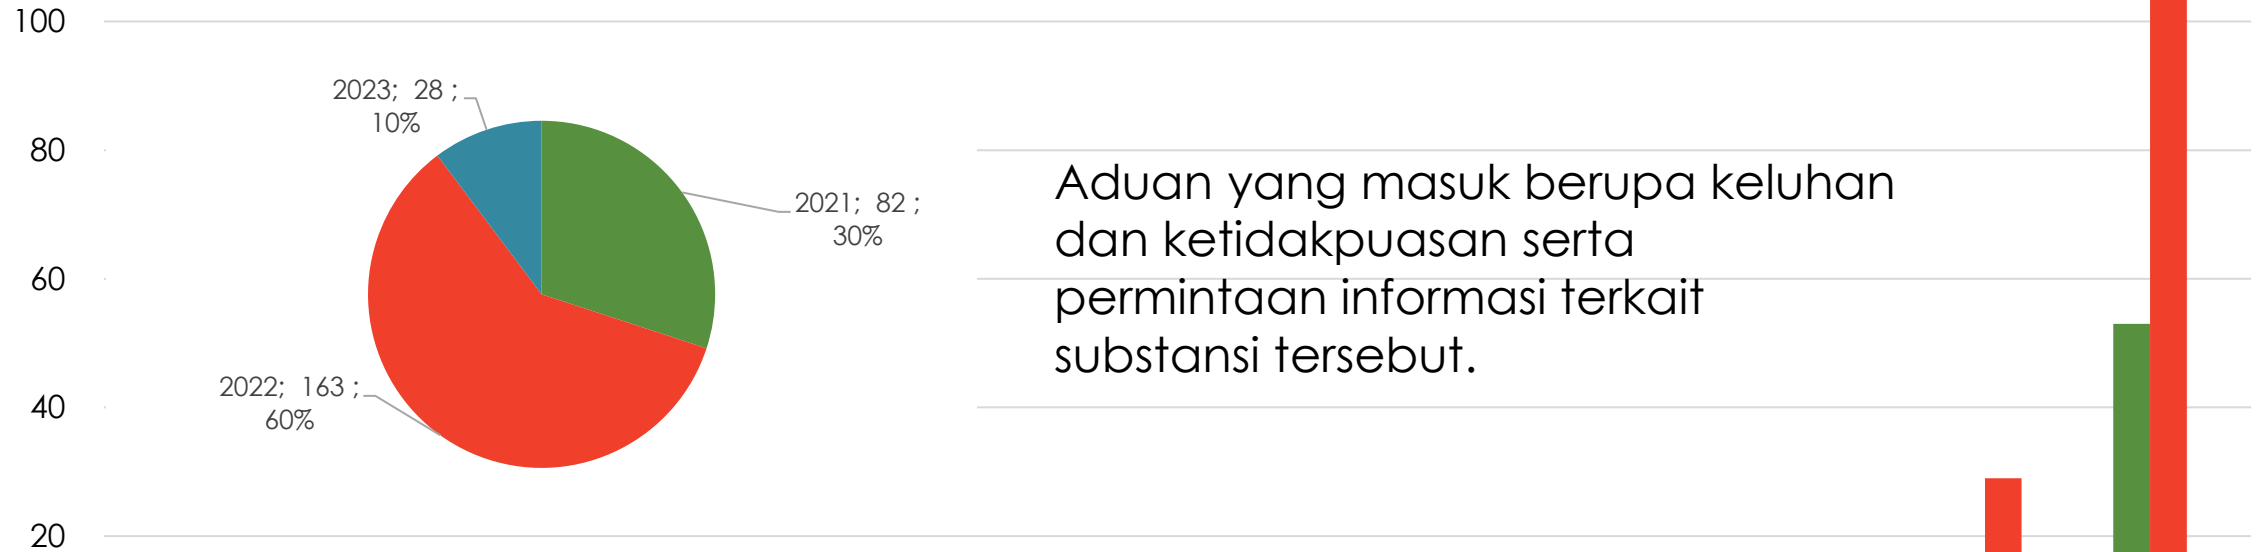 100
80
60
40
20
2023; 28 ;
10%
2021; 82 ;
30%
2022; 163 ;
60%
Aduan yang masuk berupa keluhan
dan ketidakpuasan serta
permintaan informasi terkait
substansi tersebut.